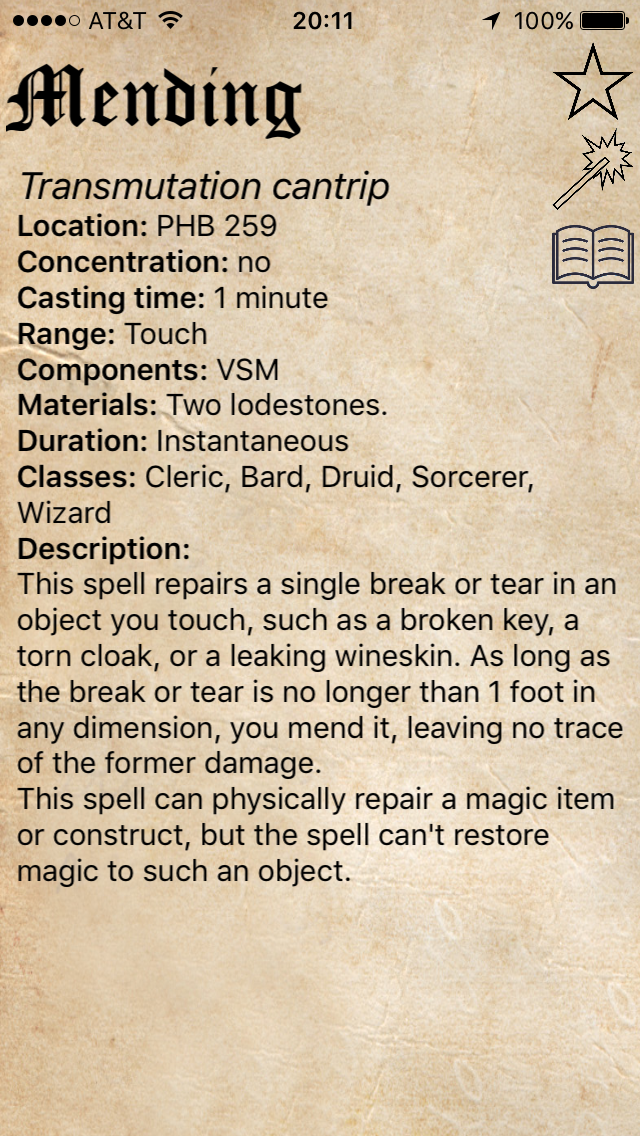 AT&T 20:11 100%
Mending
Transmutation cantrip
Location: PHB 259
Concentration: no
Casting time: 1 minute
Range: Touch
Components: VSM
Materials: Two lodestones.
Duration: Instantaneous
Classes: Cleric, Bard, Druid, Sorcerer,
Wizard
Description:
This spell repairs a single break or tear in an
object you touch, such as a broken key, a
torn cloak, or a leaking wineskin. As long as
the break or tear is no longer than 1 foot in
any dimension, you mend it, leaving no trace
of the former damage.
This spell can physically repair a magic item
or construct, but the spell can't restore
magic to such an object.